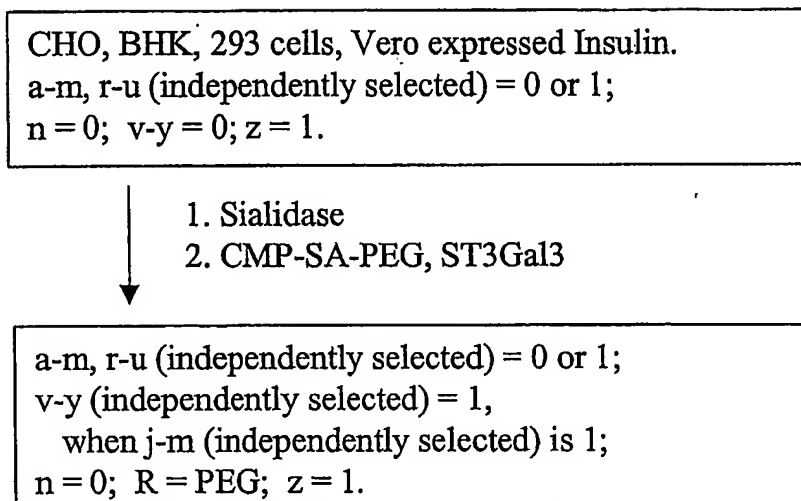 CHO, BHK, 293 cells, Vero expressed Insulin.
a-m, r-u (independently selected) = 0 or 1;
n = 0; v-y = 0; z = 1.
1. Sialidase
2. CMP-SA-PEG, ST3Gal3
a-m, r-u (independently selected) = 0 or 1;
v-y (independently selected) = 1,
when j-m (independently selected) is 1;
n = 0; R = PEG; z = 1.